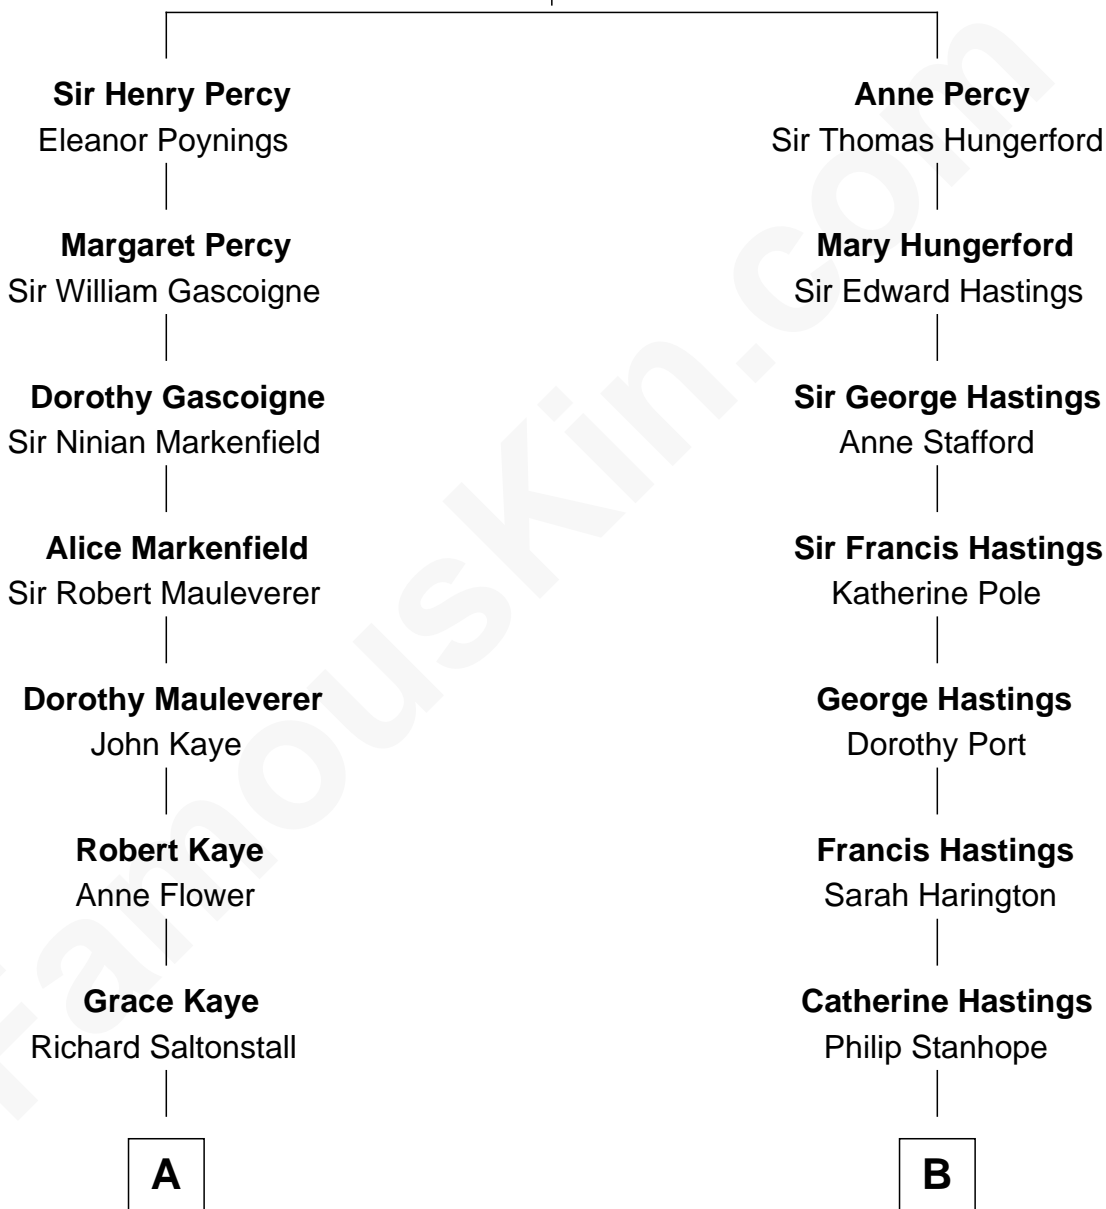 Sir Henry Percy
Eleanor Poynings
Margaret Percy
Sir William Gascoigne
Dorothy Gascoigne
Sir Ninian Markenfield
Alice Markenfield
Sir Robert Mauleverer
Dorothy Mauleverer
John Kaye
Robert Kaye
Anne Flower
Grace Kaye
Richard Saltonstall
A
Anne Percy
Sir Thomas Hungerford
Mary Hungerford
Sir Edward Hastings
Sir George Hastings
Anne Stafford
Sir Francis Hastings
Katherine Pole
George Hastings
Dorothy Port
Francis Hastings
Sarah Harington
Catherine Hastings
Philip Stanhope
B
FamousKin.com